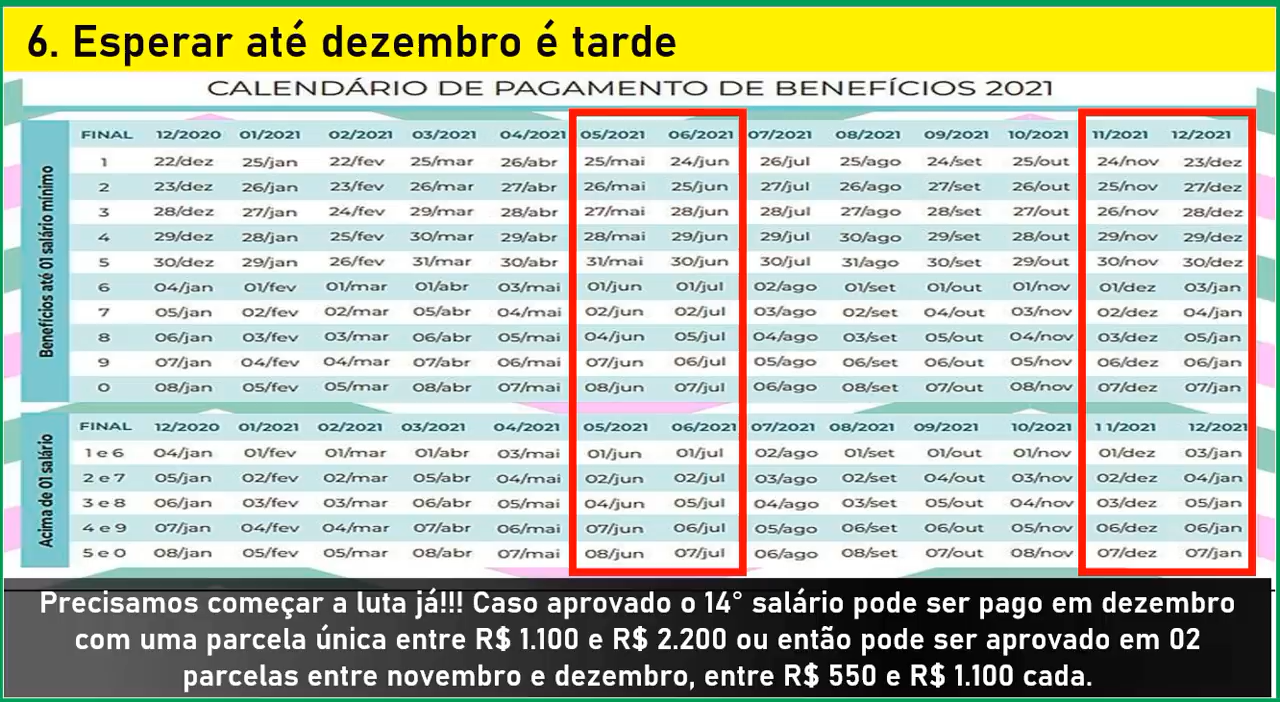 6. Esperar até dezembro é tarde
CALENDÁRIO DE PAGAMENTO DE BENEFÍCIOS 2021
Benefícios até 01 salário mínimo
FINAL 12/2020 01/2021 02/2021 03/2021 04/2021 05/2021 06/2021 07/2021 08/2021 09/2021 10/2021 11/2021 12/2021
1 22/dez 25/jan 22/fev 25/mar 26/abr 25/mai 24/jun 26/jul 25/ago 24/set 25/out 24/nov 23/dez
2 23/dez 26/jan 23/fev 26/mar 27/abr 26/mai 25/jun 27/jul 26/ago 27/set 26/out 25/nov 27/dez
3 28/dez 27/jan 24/fev 29/mar 28/abr 27/mai 28/jun 28/jul 27/ago 28/set 27/out 26/nov 28/dez
4 29/dez 28/jan 25/fev 30/mar 29/abr 28/mai 29/jun 29/jul 30/ago 29/set 28/out 29/nov 29/dez
5 30/dez 29/jan 26/fev 31/mar 30/abr 31/mai 30/jun 30/jul 31/ago 30/set 29/out 30/nov 30/dez
6 04/jan 01/fev 01/mar 01/abr 03/mai 01/jun 01/jul 02/ago 01/set 01/out 01/nov 01/dez 03/jan
7 05/jan 02/fev 02/mar 05/abr 04/mai 02/jun 02/jul 03/ago 02/set 04/out 03/nov 02/dez 04/jan
8 06/jan 03/fev 03/mar 06/abr 05/mai 04/jun 05/jul 04/ago 03/set 05/out 04/nov 03/dez 05/jan
9 07/jan 04/fev 04/mar 07/abr 06/mai 07/jun 06/jul 05/ago 06/set 06/out 05/nov 06/dez 06/jan
0 08/jan 05/fev 05/mar 08/abr 07/mai 08/jun 07/jul 06/ago 08/set 07/out 08/nov 07/dez 07/jan
Acima de 01 salário
FINAL 12/2020 01/2021 02/2021 03/2021 04/2021 05/2021 06/2021 07/2021 08/2021 09/2021 10/2021 11/2021 12/2021
1 e 6 04/jan 01/fev 01/mar 01/abr 03/mai 01/jun 01/jul 02/ago 01/set 01/out 01/nov 01/dez 03/jan
2 e 7 05/jan 02/fev 02/mar 05/abr 04/mai 02/jun 02/jul 03/ago 02/set 04/out 03/nov 02/dez 04/jan
3 e 8 06/jan 03/fev 03/mar 06/abr 05/mai 04/jun 05/jul 04/ago 03/set 05/out 04/nov 03/dez 05/jan
4 e 9 07/jan 04/fev 04/mar 07/abr 06/mai 07/jun 06/jul 05/ago 06/set 06/out 05/nov 06/dez 06/jan
5 e 0 08/jan 05/fev 05/mar 08/abr 07/mai 08/jun 07/jul 06/ago 08/set 07/out 08/nov 07/dez 07/jan
Precisamos começar a luta já!!! Caso aprovado o 14° salário pode ser pago em dezembro
com uma parcela única entre R$ 1.100 e R$ 2.200 ou então pode ser aprovado em 02
parcelas entre novembro e dezembro, entre R$ 550 e R$ 1.100 cada.